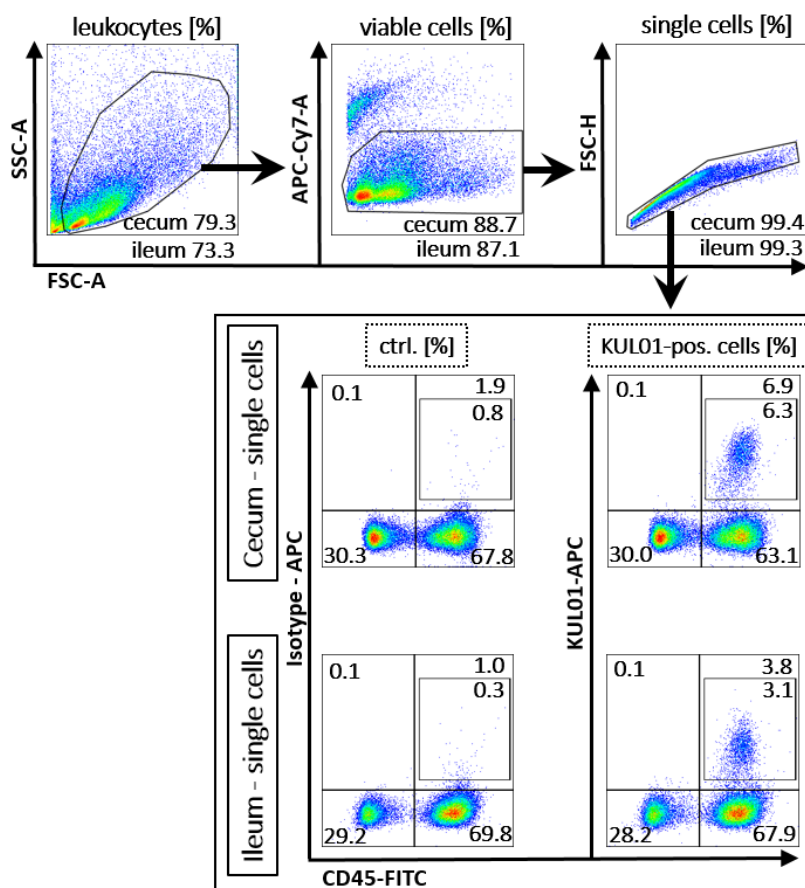 leukocytes [%]
viable cells [%]
single cells [%]
SSC-A
APC-Cy7-A
FSC-H
cecum 79.3
ileum 73.3
cecum 88.7
ileum 87.1
cecum 99.4
ileum 99.3
FSC-A
ctrl. [%]
KUL01-pos. cells [%]
Cecum - single cells
Isotype - APC
KUL01-APC
0.1
1.9
0.8
30.3
67.8
0.1
6.9
6.3
30.0
63.1
Ileum - single cells
0.1
1.0
0.3
29.2
69.8
0.1
3.8
3.1
28.2
67.9
CD45-FITC